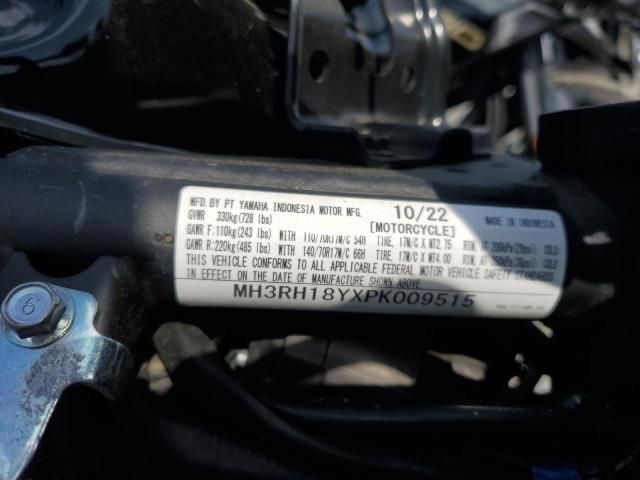 MFD. BY PT YAMAHA INDONESIA MOTOR MFG. 10/22 MADE IN INDONESIA
GVWR 330kg(728 lbs) [MOTORCYCLE]
GAWR F:110kg(243 lbs) WITH 110/70R17M/C 54H TIRE, 17M/C X MT2.75 RIM, AT 200kPa(29psi) COLD
GAWR R:220kg(485 lbs) WITH 140/70R17M/C 66H TIRE, 17M/C X MT4.00 RIM, AT 250kPa(36psi) COLD
THIS VEHICLE CONFORMS TO ALL APPLICABLE FEDERAL MOTOR VEHICLE SAFETY STANDARDS
IN EFFECT ON THE DATE OF MANUFACTURE SHOWN ABOVE.
MH3RH18YXPK009515
6